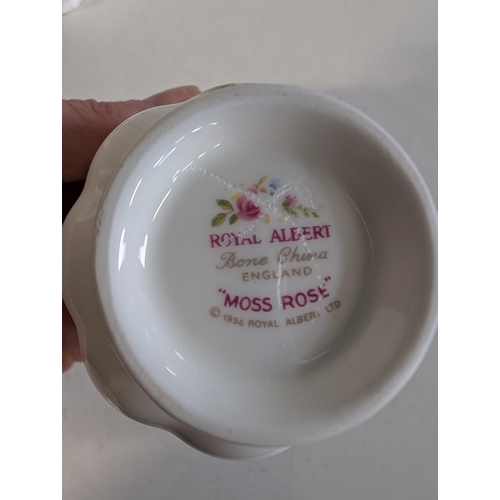 ROYAL ALBERT
Bone China
ENGLAND
"MOSS ROSE"
© 1956 ROYAL ALBERT LTD